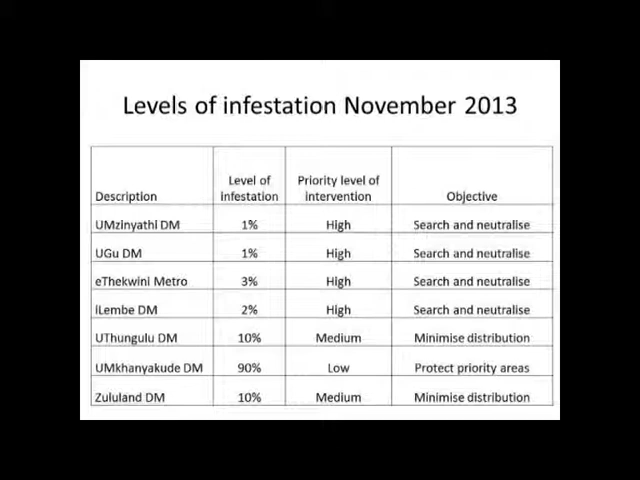 Levels of infestation November 2013
Description Level of infestation Priority level of intervention Objective
UMzinyathi DM 1% High Search and neutralise
UGu DM 1% High Search and neutralise
eThekwini Metro 3% High Search and neutralise
iLembe DM 2% High Search and neutralise
UThungulu DM 10% Medium Minimise distribution
UMkhanyakude DM 90% Low Protect priority areas
Zululand DM 10% Medium Minimise distribution